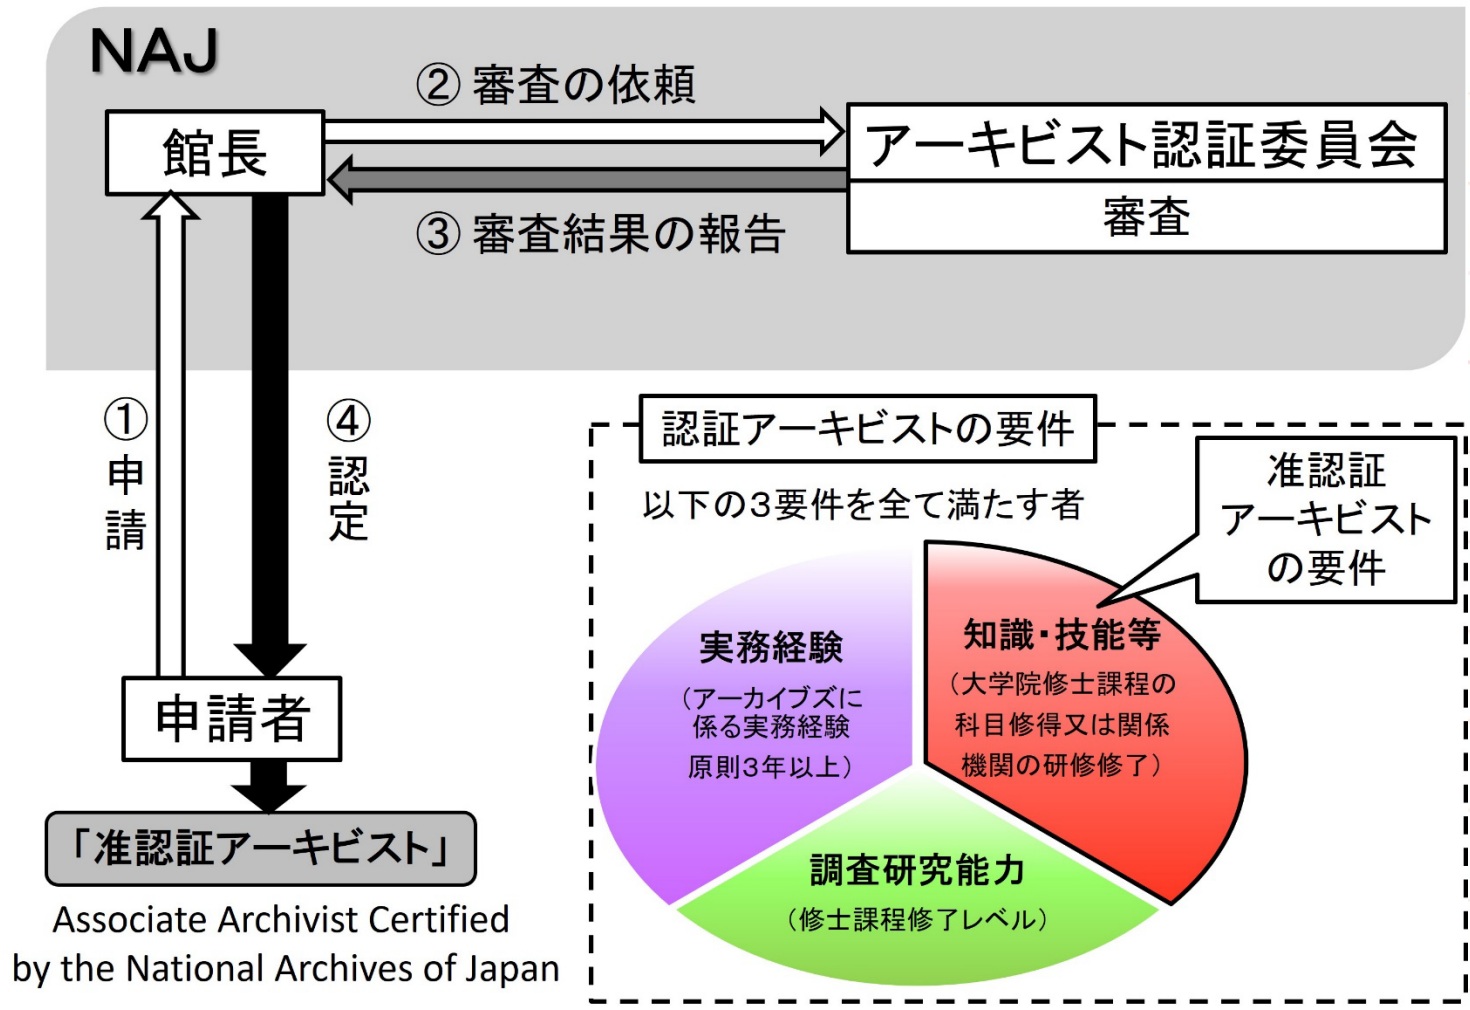 NAJ
② 審査の依頼
館長
アーキビスト認証委員会
審査
③ 審査結果の報告
①申請
④認定
申請者
「准認証アーキビスト」
Associate Archivist Certified
by the National Archives of Japan
認証アーキビストの要件
以下の3要件を全て満たす者
准認証
アーキビスト
の要件
実務経験
（アーカイブズに
係る実務経験
原則3年以上）
知識・技能等
（大学院修士課程の
科目修得又は関係
機関の研修修了）
調査研究能力
（修士課程修了レベル）